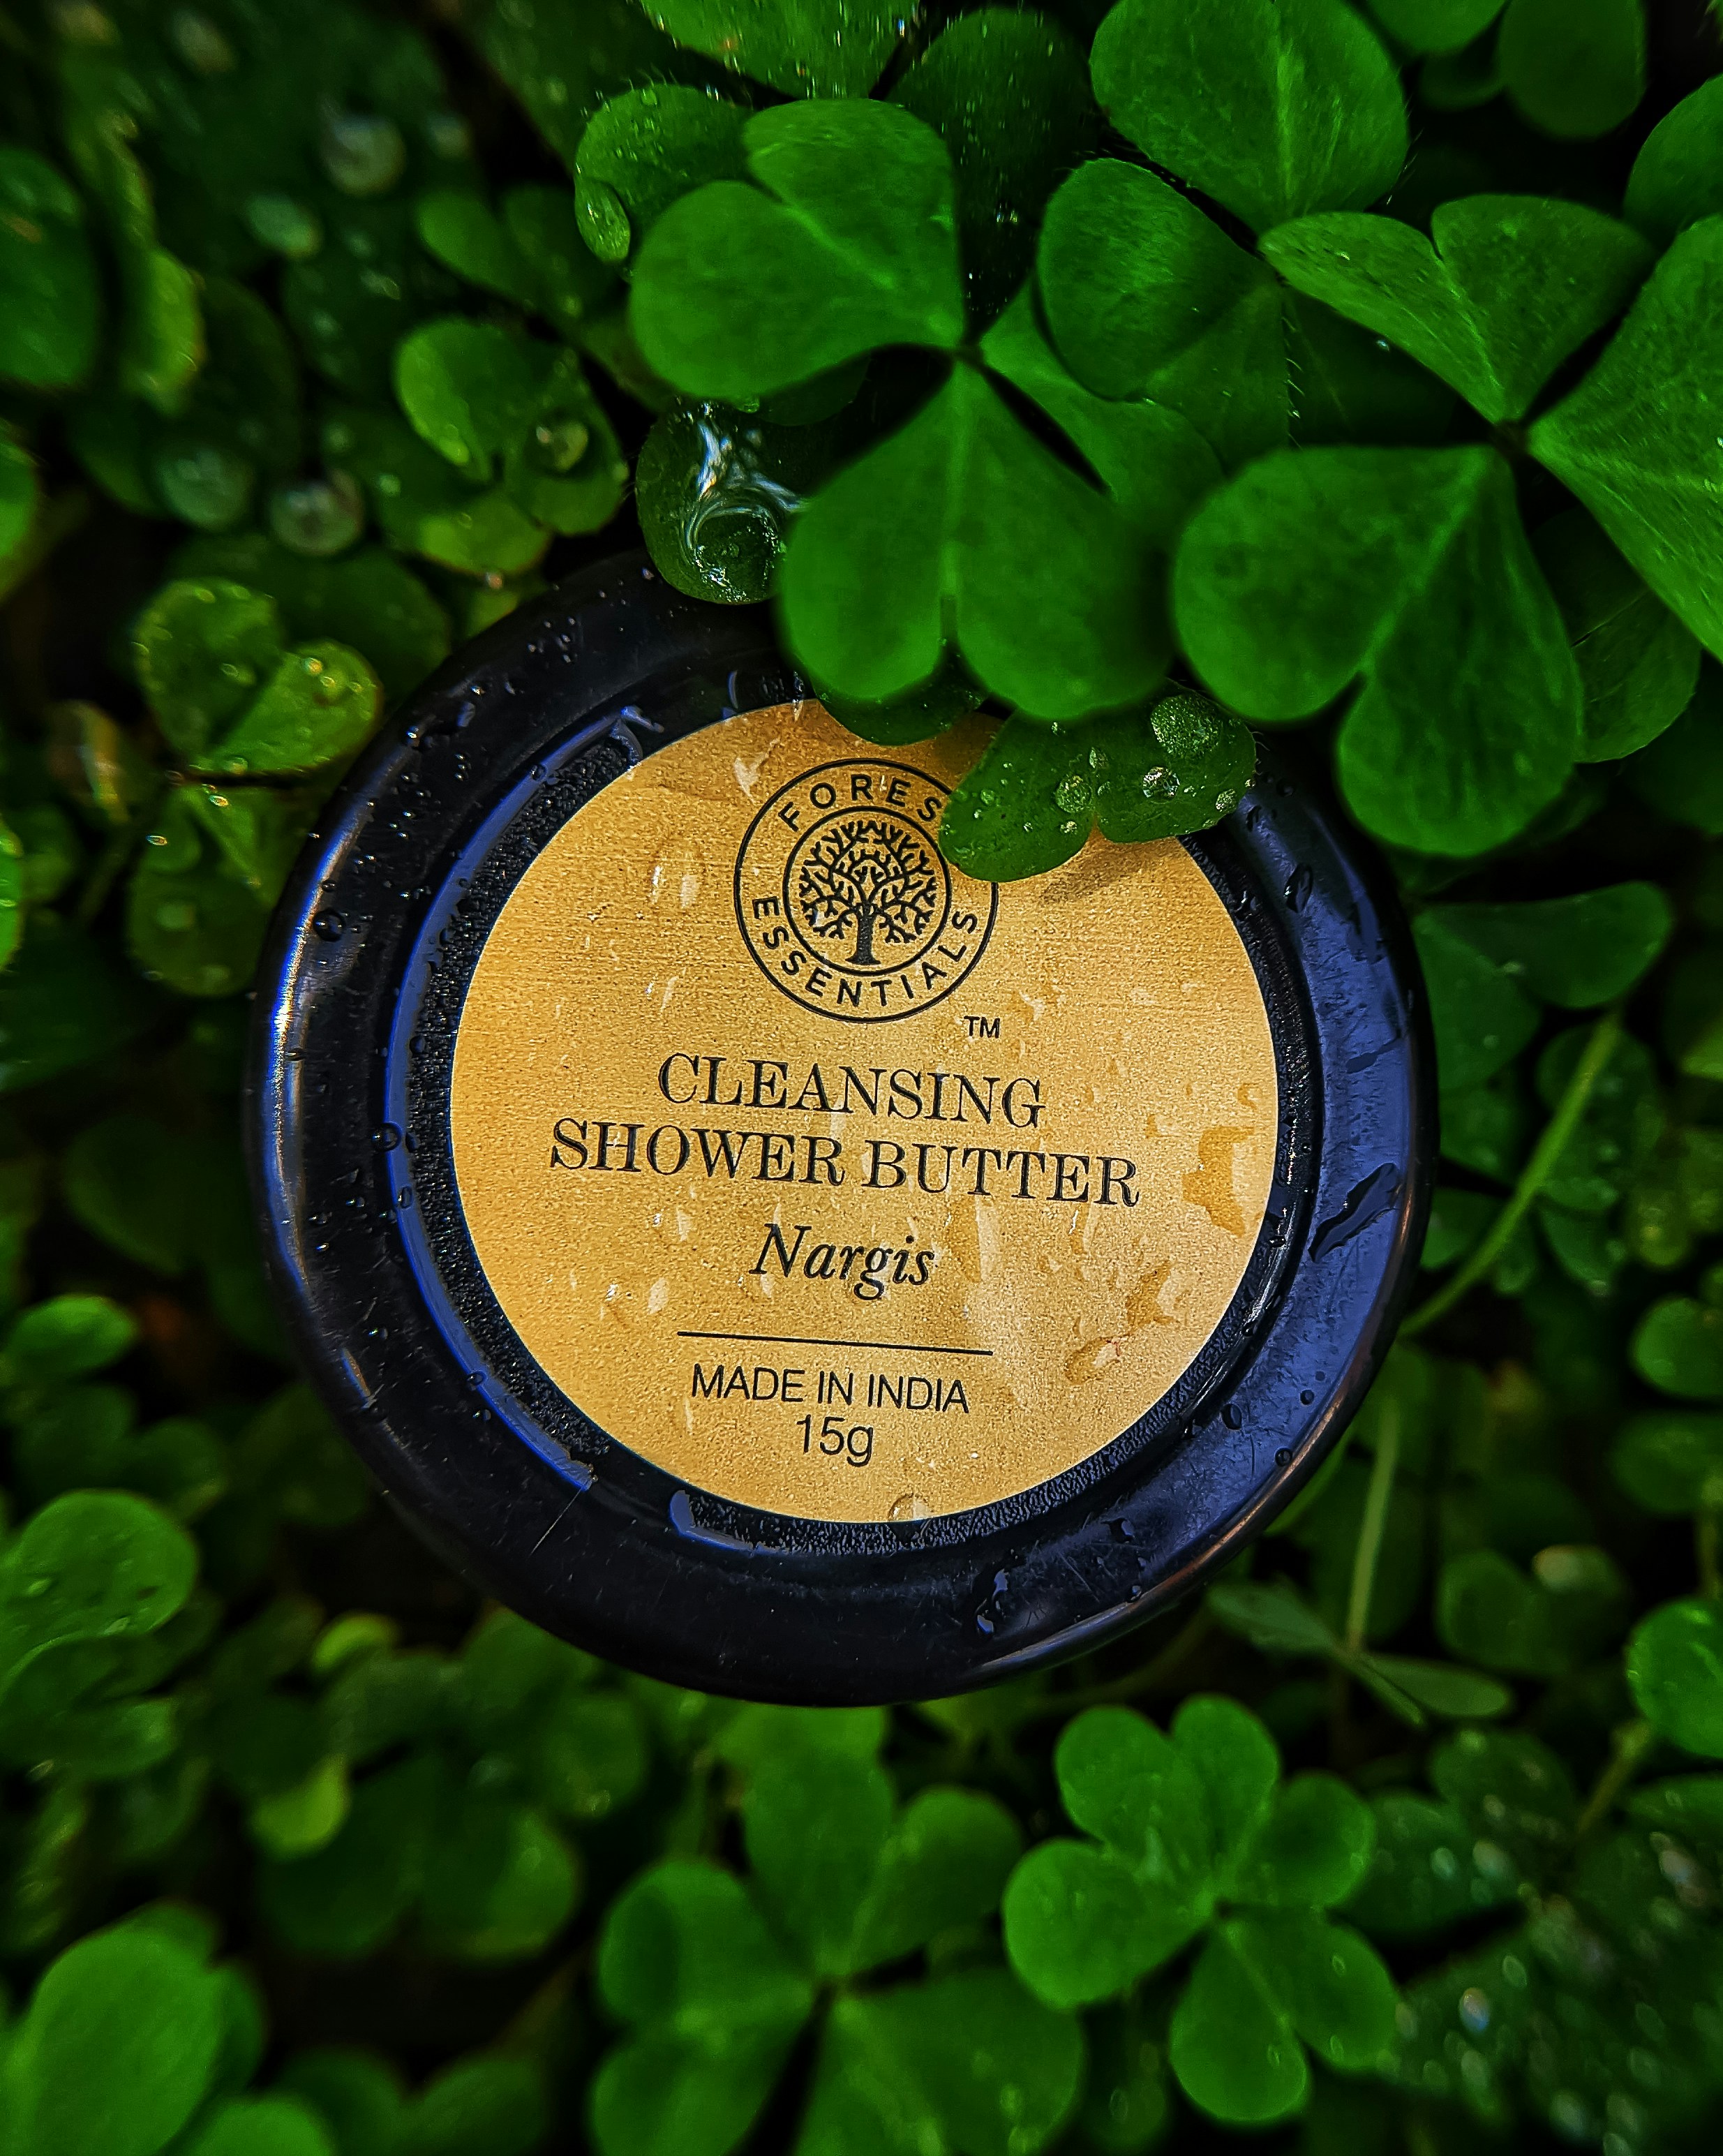 FORES
ESSENTIALS
TM
CLEANSING
SHOWER BUTTER
Nargis
MADE IN INDIA
15g